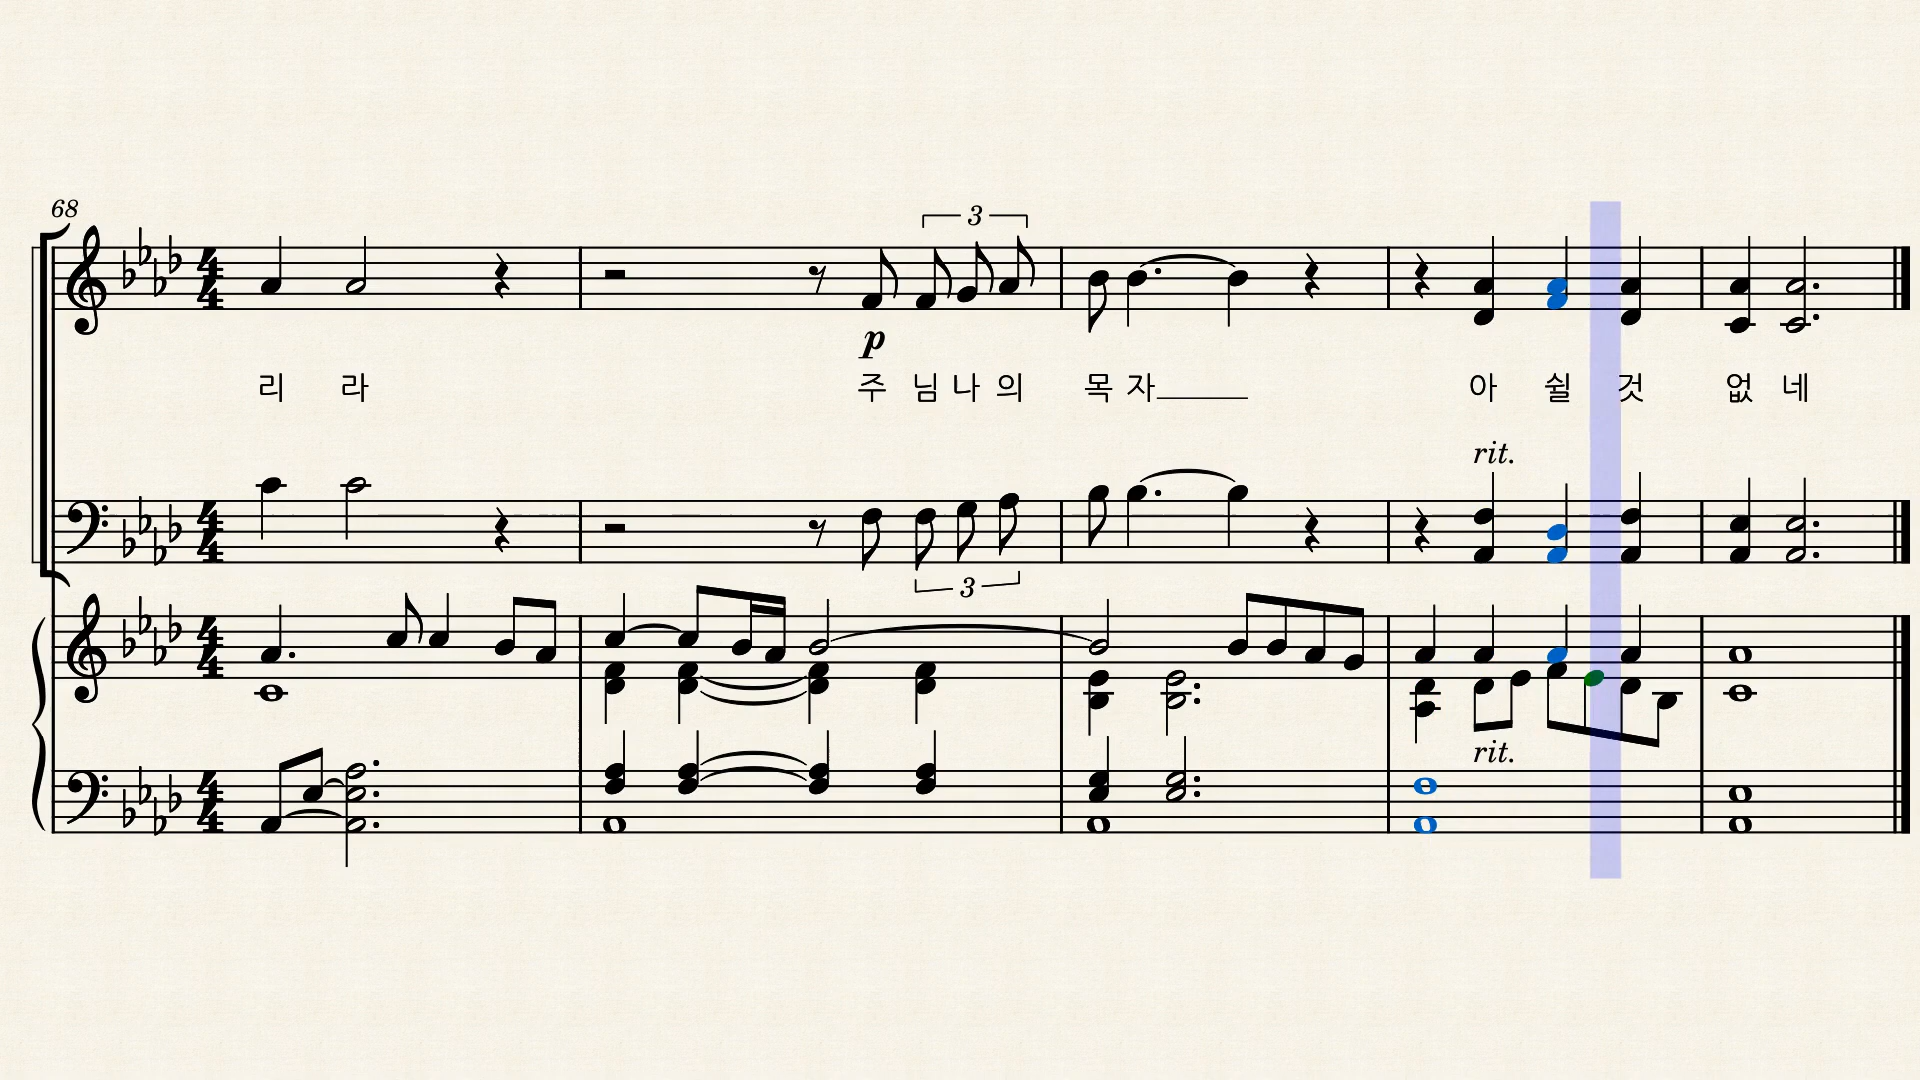 68
3
p
리 라 주 님 나 의 목 자 아 쉴 것 없 네
rit.
3
rit.